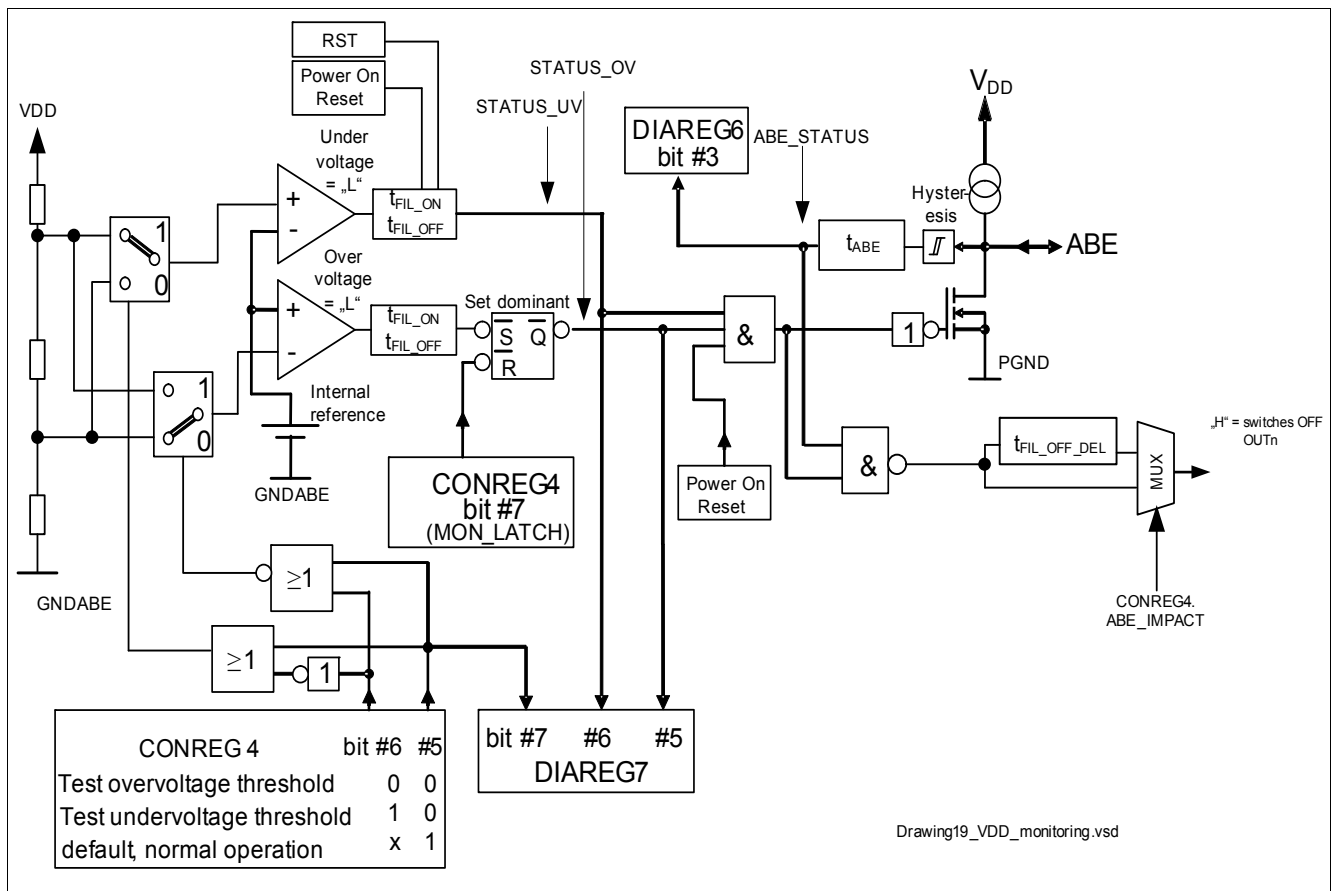 RST
Power On
Reset
VDD
Under
voltage
= „L“
+
-
tFIL_ON
tFIL_OFF
STATUS_OV
STATUS_UV
DIAREG6
bit #3
ABE_STATUS
VDD
Hyster-
esis
tABE
ABE
1
0
Over
voltage
= „L“
+
-
tFIL_ON
tFIL_OFF
Set dominant
S Q
R
&
1
PGND
1
0
Internal
reference
GNDABE
CONREG4
bit #7
(MON_LATCH)
Power On
Reset
&
tFIL_OFF_DEL
MUX
„H“ = switches OFF
OUTn
CONREG4.
ABE_IMPACT
GNDABE
≥1
≥1
1
CONREG 4 bit #6 #5
Test overvoltage threshold 0 0
Test undervoltage threshold 1 0
default, normal operation x 1
bit #7 #6 #5
DIAREG7
Drawing19_VDD_monitoring.vsd